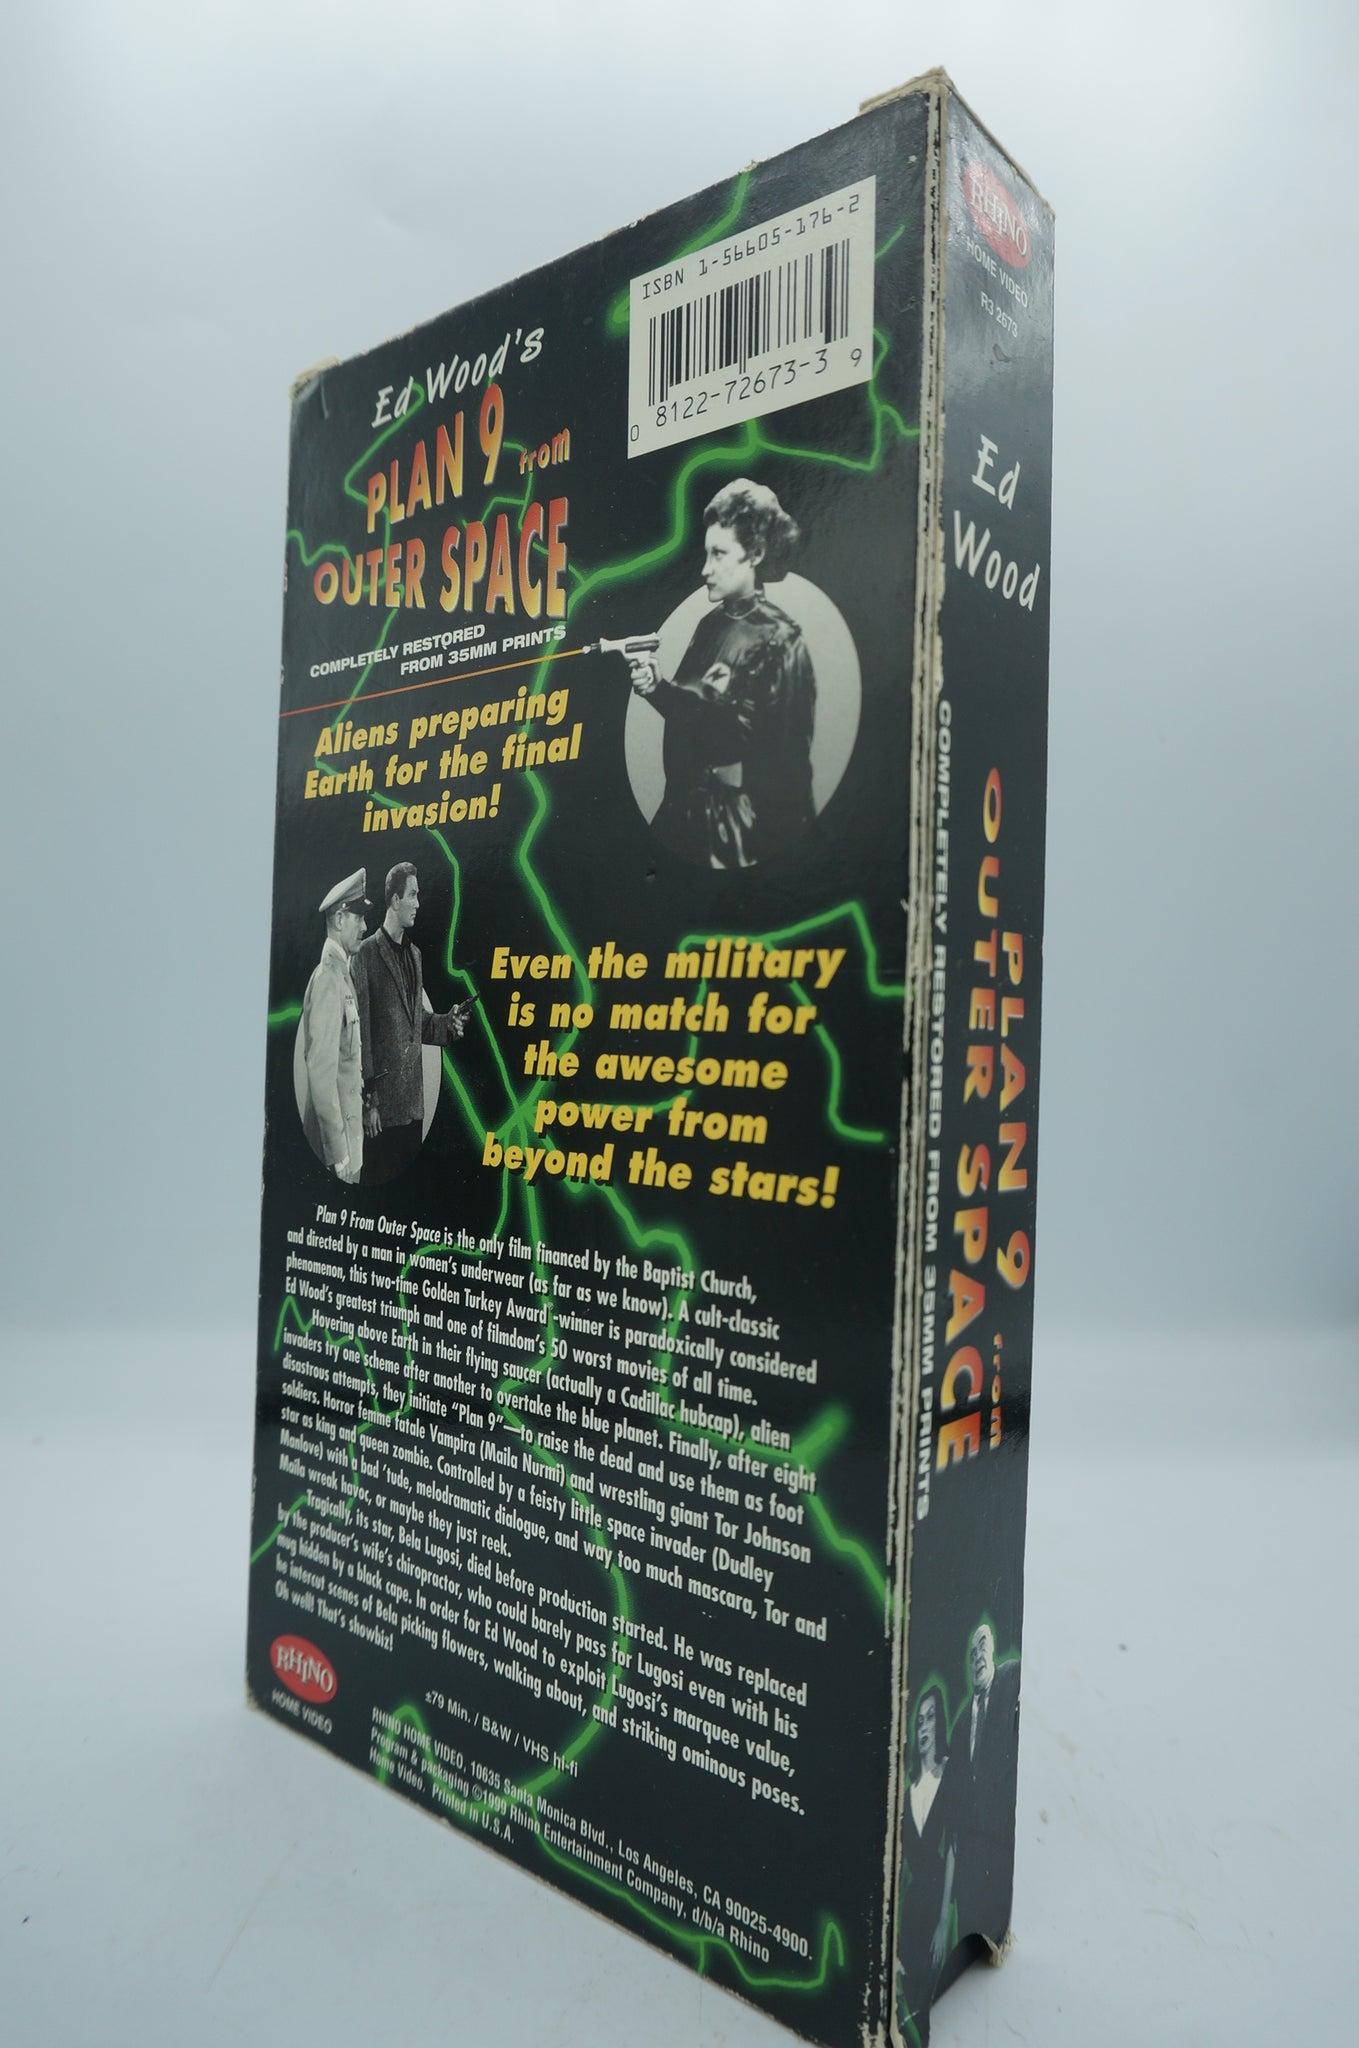 ISBN 1-56605-176-2
0 8122-72673-3 9
Ed Wood's
PLAN 9 from
OUTER SPACE
COMPLETELY RESTORED
FROM 35MM PRINTS
Aliens preparing
Earth for the final
invasion!
Even the military
is no match for
the awesome
power from
beyond the stars!
Plan 9 From Outer Space is the only film financed by the Baptist Church,
and directed by a man in women's underwear (as far as we know). A cult-classic
phenomenon, this two-time Golden Turkey Award -winner is paradoxically considered
Ed Wood's greatest triumph and one of filmdom's 50 worst movies of all time.
Hovering above Earth in their flying saucer (actually a Cadillac hubcap), alien
invaders try one scheme after another to overtake the blue planet. Finally, after eight
disastrous attempts, they initiate "Plan 9"—to raise the dead and use them as foot
soldiers. Horror femme fatale Vampira (Maila Nurmi) and wrestling giant Tor Johnson
star as king and queen zombie. Controlled by a feisty little space invader (Dudley
Manlove) with a bad 'tude, melodramatic dialogue, and way too much mascara, Tor and
Maila wreak havoc, or maybe they just reek.
Tragically, its star, Bela Lugosi, died before production started. He was replaced
by the producer's wife's chiropractor, who could barely pass for Lugosi even with his
mug hidden by a black cape. In order for Ed Wood to exploit Lugosi's marquee value,
he intercut scenes of Bela picking flowers, walking about, and striking ominous poses.
Oh well! That's showbiz!
RHINO
HOME VIDEO
±79 Min. / B&W / VHS hi-fi
RHINO HOME VIDEO, 10635 Santa Monica Blvd., Los Angeles, CA 90025-4900.
Program & packaging ©1999 Rhino Entertainment Company, d/b/a Rhino
Home Video. Printed in U.S.A.
RHINO
HOME VIDEO
R3 2673
Ed
Wood
PLAN 9 from
OUTER SPACE
COMPLETELY RESTORED FROM 35MM PRINTS